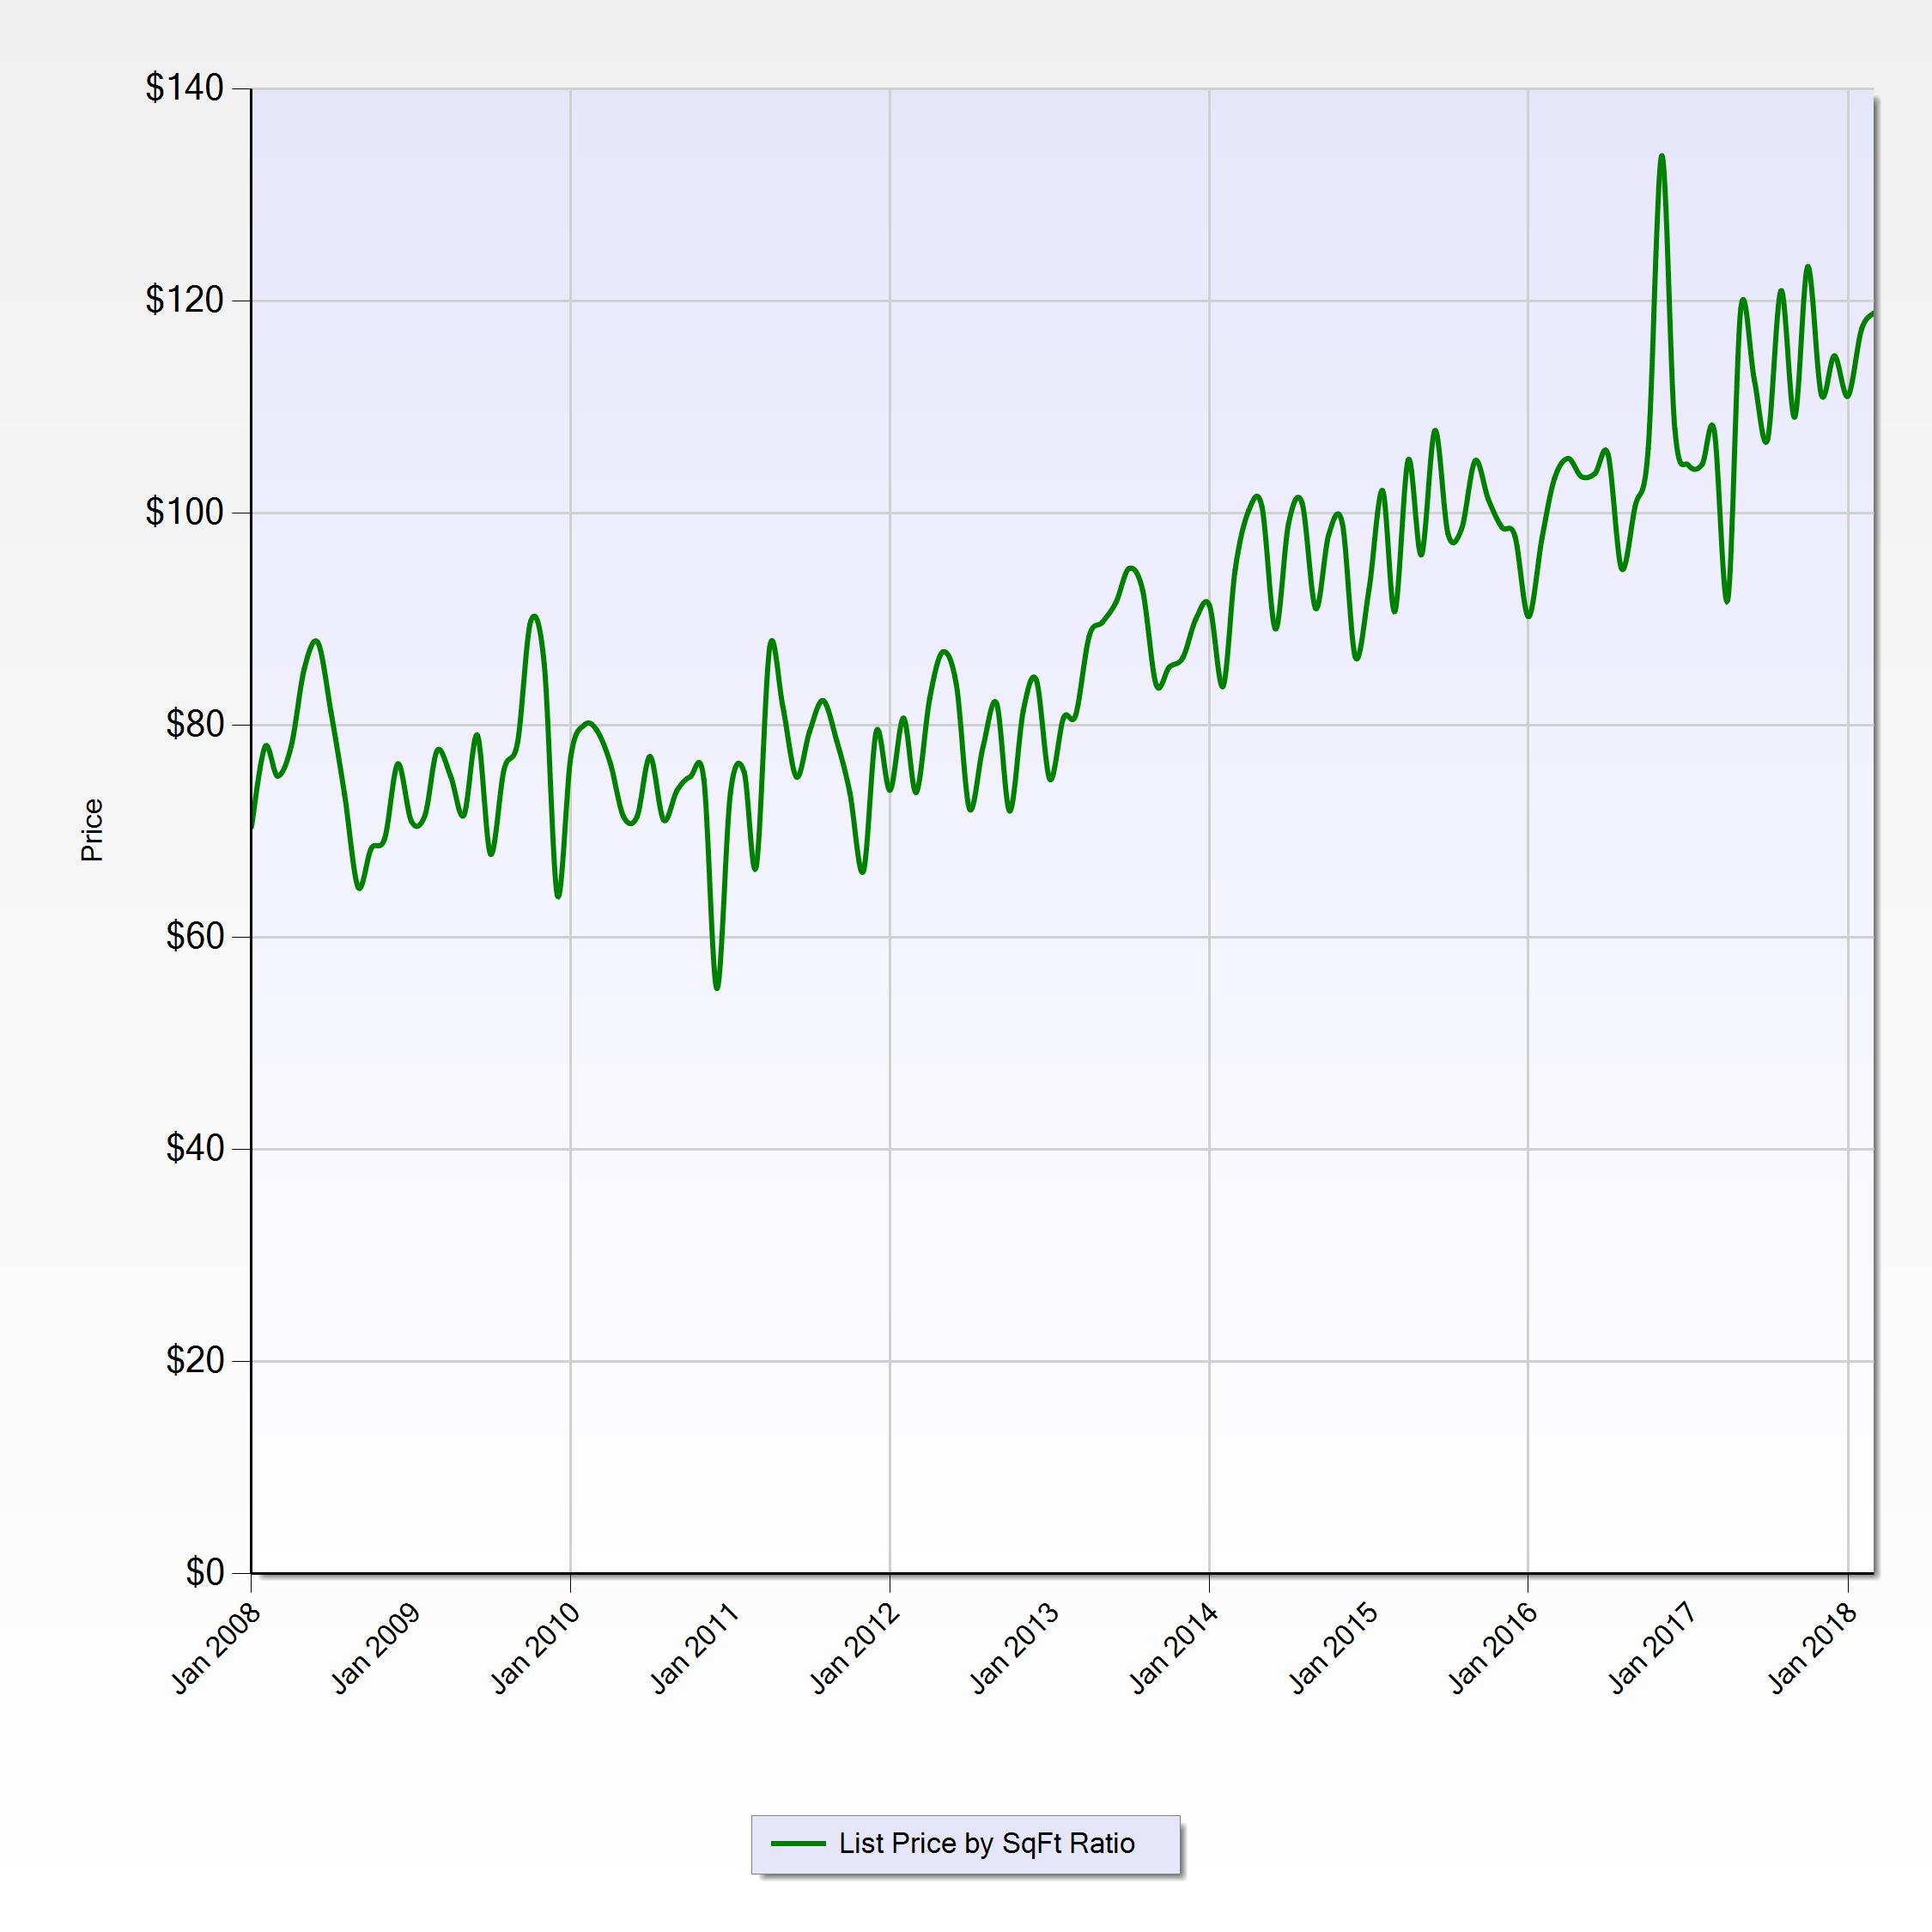 $140
$120
$100
$80
$60
$40
$20
$0
Price
Jan 2008
Jan 2009
Jan 2010
Jan 2011
Jan 2012
Jan 2013
Jan 2014
Jan 2015
Jan 2016
Jan 2017
Jan 2018
List Price by SqFt Ratio